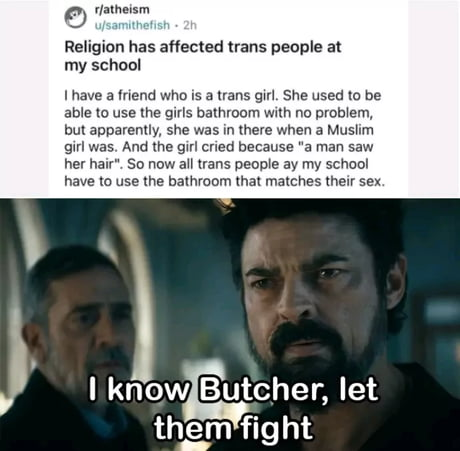 r/atheism
u/samithefish · 2h
Religion has affected trans people at
my school
I have a friend who is a trans girl. She used to be
able to use the girls bathroom with no problem,
but apparently, she was in there when a Muslim
girl was. And the girl cried because "a man saw
her hair". So now all trans people ay my school
have to use the bathroom that matches their sex.
I know Butcher, let
them fight